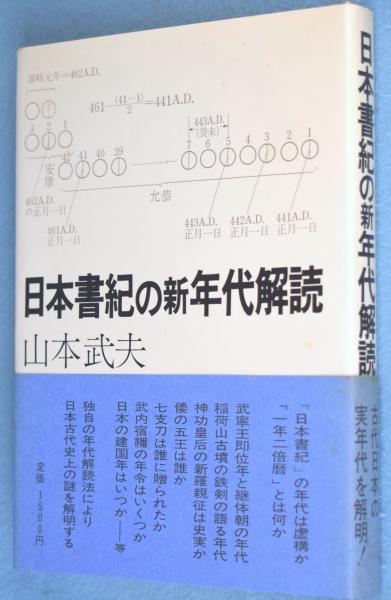 雄略元年=462A.D.
461-(41-1)/2=441A.D.
443A.D.
(癸未)
3 2 1
42 41 40 39 7 6 5 4 3 2 1
安康
允恭
462A.D.
の正月一日
461A.D.
正月一日
443A.D.
正月一日
442A.D.
正月一日
441A.D.
正月一日
日本書紀の新年代解読
山本武夫
『日本書紀』の年代は虚構か
「一年二倍暦」とは何か
武寧王即位年と継体朝の年代
稲荷山古墳の鉄剣の語る年代
神功皇后の新羅親征は史実か
倭の五王は誰か
七支刀は誰に贈られたか
武内宿禰の年令はいくつか
日本の建国年はいつか——等
独自の年代解読法により
日本古代史上の謎を解明する
定価 1500円
日本書紀の新年代解読
古代日本の
実年代を解明!